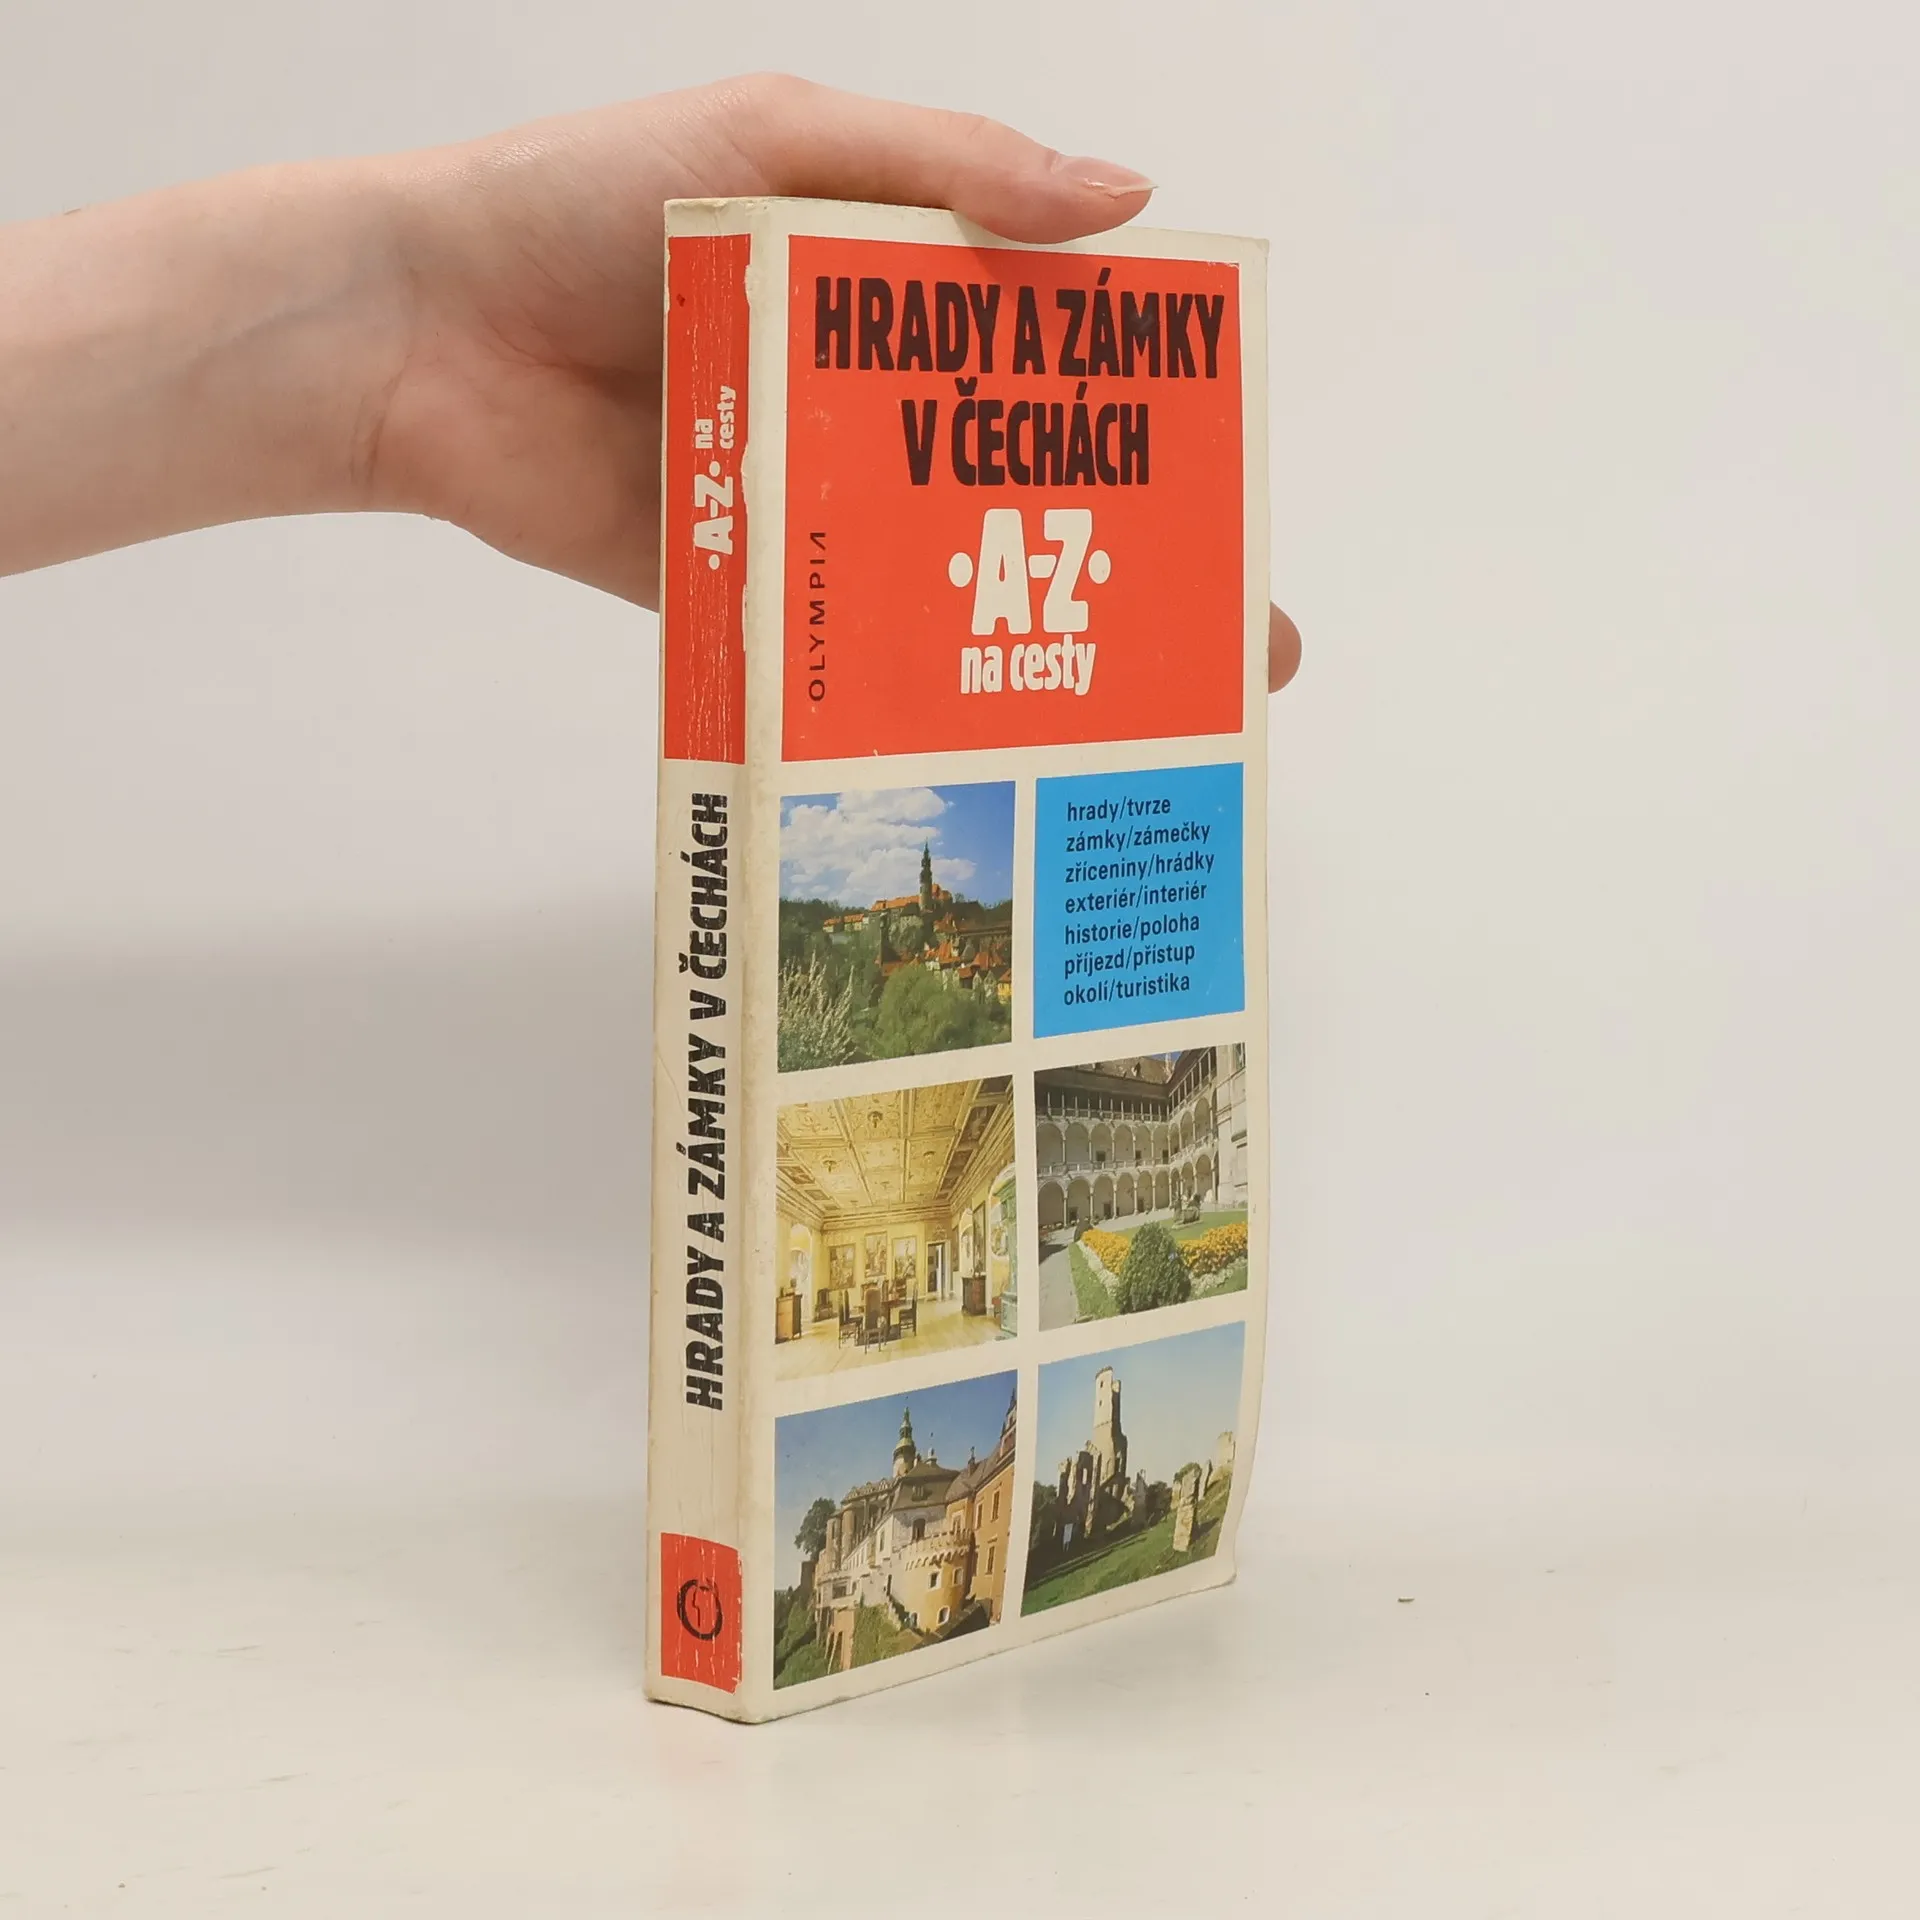 HRADY A ZÁMKY
V ČECHÁCH
·A-Z·
na cesty
OLYMPIA
hrady/tvrze
zámky/zámečky
zříceniny/hrádky
exteriér/interiér
historie/poloha
příjezd/přístup
okolí/turistika
HRADY A ZÁMKY V ČECHÁCH
·A-Z·
na
cesty